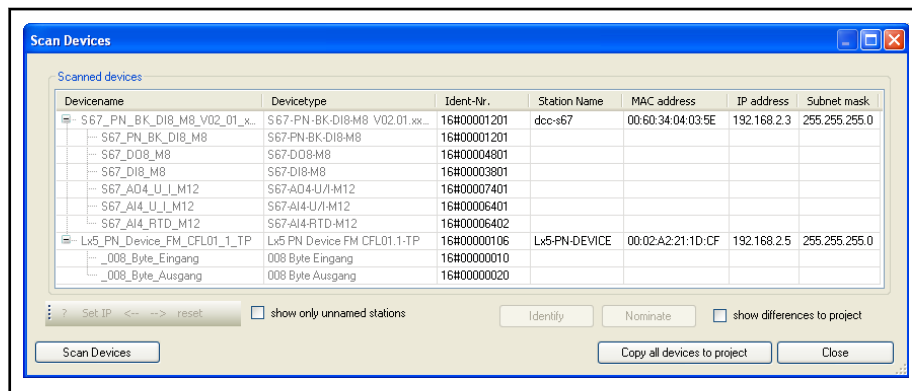 Scan Devices
Scanned devices
Devicename Devicetype Ident-Nr. Station Name MAC address IP address Subnet mask
S67_PN_BK_DI8_M8_V02_01_x... S67-PN-BK-DI8-M8 V02.01.xx... 16#00001201 dcc-s67 00:60:34:04:03:5E 192.168.2.3 255.255.255.0
S67_PN_BK_DI8_M8 S67-PN-BK-DI8-M8 16#00001201
S67_DO8_M8 S67-DO8-M8 16#00004801
S67_DI8_M8 S67-DI8-M8 16#00003801
S67_AO4_U_I_M12 S67-AO4-U/I-M12 16#00007401
S67_AI4_U_I_M12 S67-AI4-U/I-M12 16#00006401
S67_AI4_RTD_M12 S67-AI4-RTD-M12 16#00006402
Lx5_PN_Device_FM_CFL01_1_TP Lx5 PN Device FM CFL01.1-TP 16#00000106 Lx5-PN-DEVICE 00:02:A2:21:1D:CF 192.168.2.5 255.255.255.0
_008_Byte_Eingang 008 Byte Eingang 16#00000010
_008_Byte_Ausgang 008 Byte Ausgang 16#00000020
? Set IP <-- --> reset show only unnamed stations Identify Nominate show differences to project
Scan Devices Copy all devices to project Close